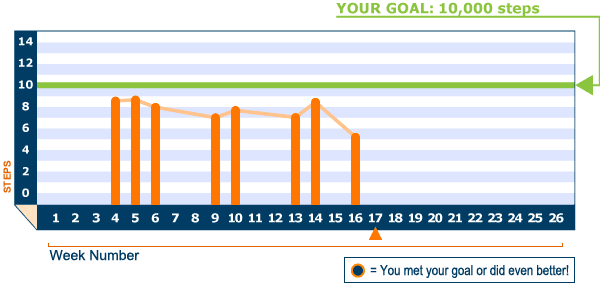 YOUR GOAL: 10,000 steps
14
12
10
8
6
4
2
0
STEPS
1 2 3 4 5 6 7 8 9 10 11 12 13 14 15 16 17 18 19 20 21 22 23 24 25 26
Week Number
= You met your goal or did even better!